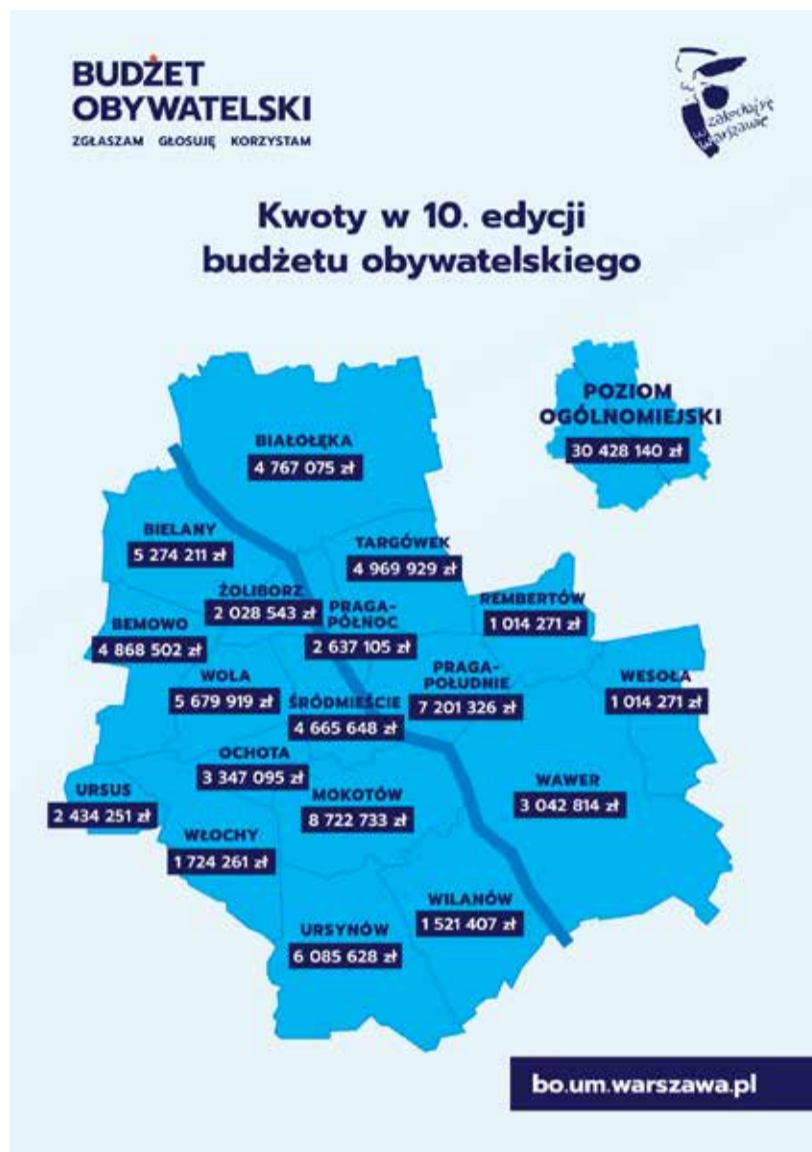 BUDŻET
OBYWATELSKI
ZGŁASZAM GŁOSUJĘ KORZYSTAM
zakochaj się
w warszawie
Kwoty w 10. edycji
budżetu obywatelskiego
POZIOM
OGÓLNOMIEJSKI
30 428 140 zł
BIAŁOŁĘKA
4 767 075 zł
BIELANY
5 274 211 zł
TARGÓWEK
4 969 929 zł
ŻOLIBORZ
2 028 543 zł
PRAGA-
PÓŁNOC
2 637 105 zł
REMBERTÓW
1 014 271 zł
BEMOWO
4 868 502 zł
WOLA
5 679 919 zł
PRAGA-
POŁUDNIE
7 201 326 zł
WESOŁA
1 014 271 zł
ŚRÓDMIEŚCIE
4 665 648 zł
OCHOTA
3 347 095 zł
URSUS
2 434 251 zł
MOKOTÓW
8 722 733 zł
WAWER
3 042 814 zł
WŁOCHY
1 724 261 zł
WILANÓW
1 521 407 zł
URSYNÓW
6 085 628 zł
bo.um.warszawa.pl